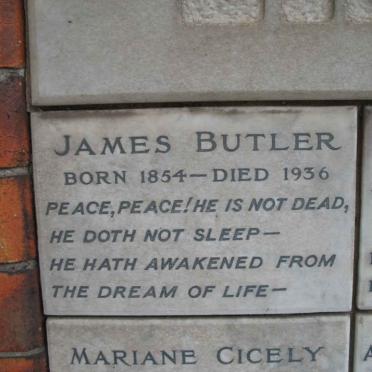 JAMES BUTLER
BORN 1854 — DIED 1936
PEACE, PEACE! HE IS NOT DEAD,
HE DOTH NOT SLEEP —
HE HATH AWAKENED FROM
THE DREAM OF LIFE —
MARIANE CICELY